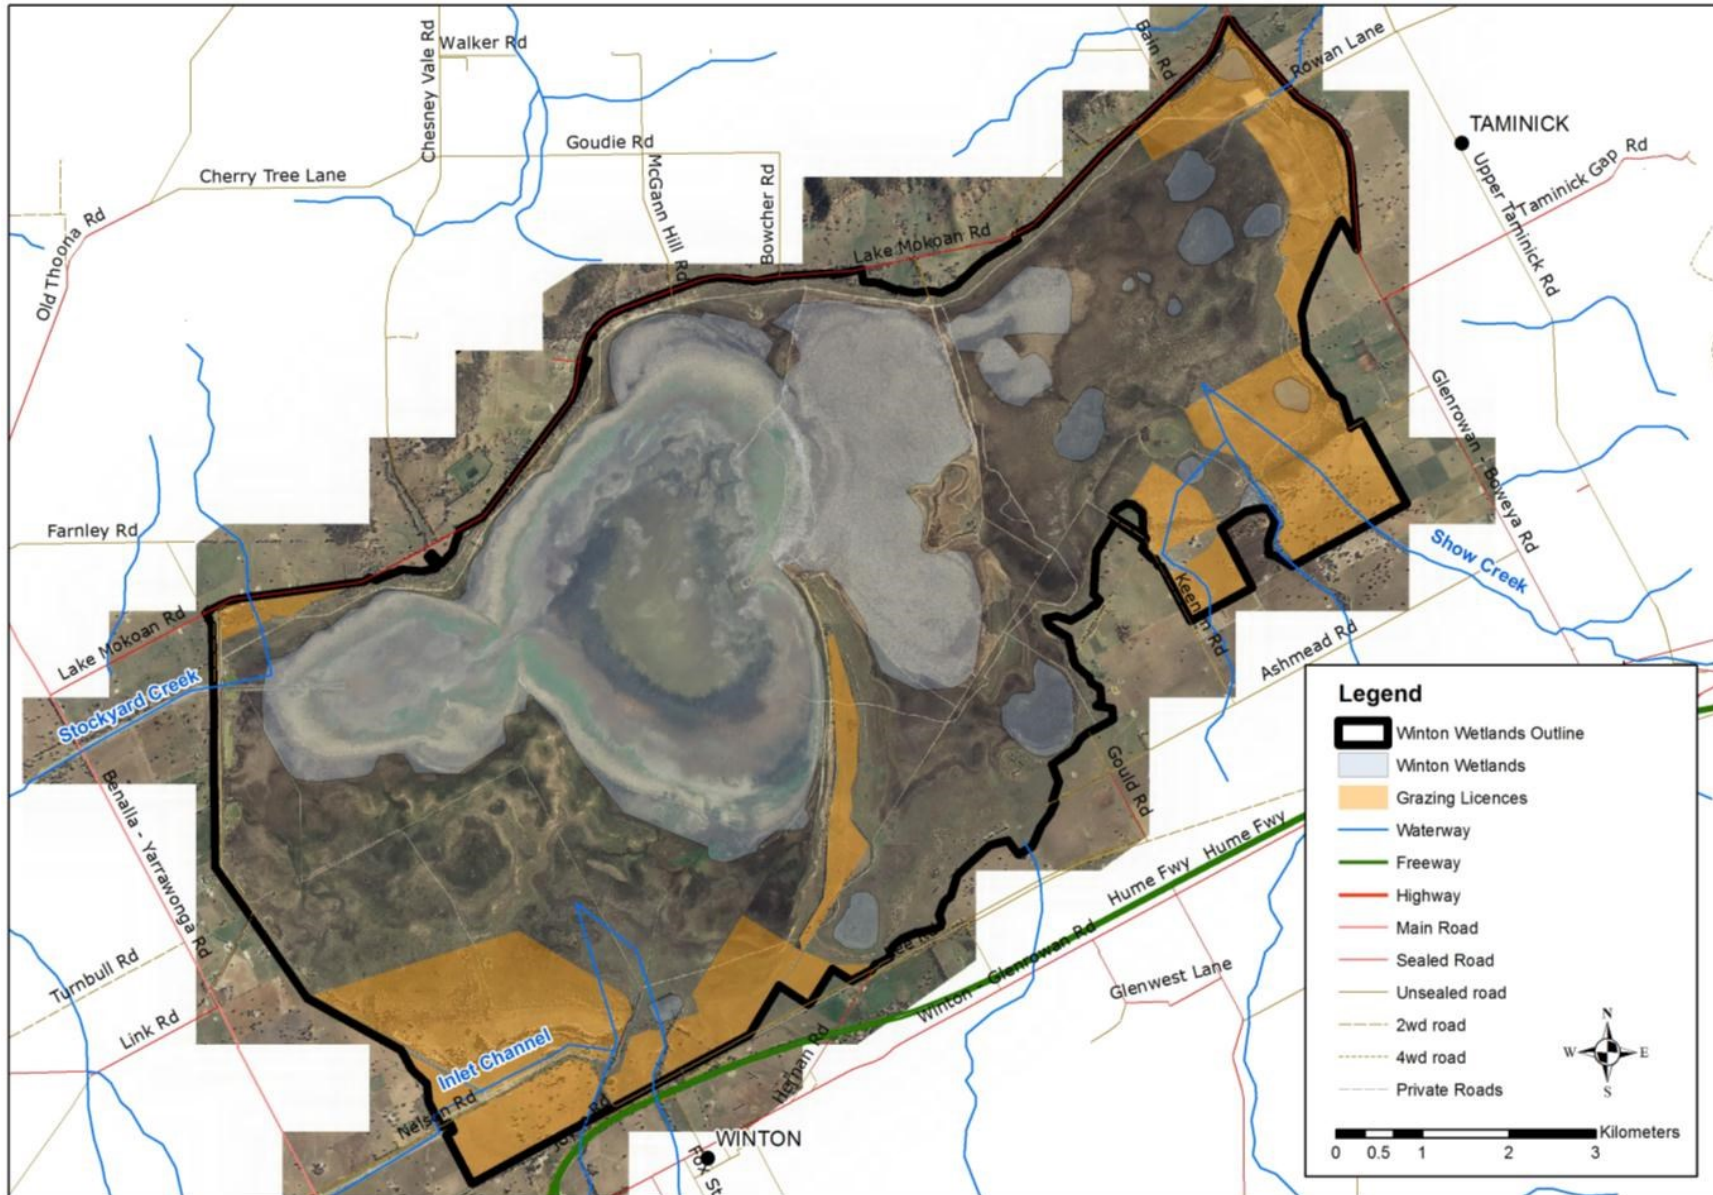 Walker Rd
Chesney Vale Rd
Bain Rd
Rowan Lane
TAMINICK
Goudie Rd
Cherry Tree Lane
McGann Hill Rd
Bowcher Rd
Taminick Gap Rd
Upper Taminick Rd
Old Thoona Rd
Lake Mokoan Rd
Glenrowan - Boweya Rd
Farnley Rd
Show Creek
Lake Mokoan Rd
Keenan Rd
Ashmead Rd
Stockyard Creek
Gould Rd
Benalla - Yarrawonga Rd
Hume Fwy
Hume Fwy
Turnbull Rd
Winton - Glenrowan Rd
Glenwest Lane
Link Rd
Inlet Channel
Nelson Rd
Rd
WINTON
Fox St
Legend
Winton Wetlands Outline
Winton Wetlands
Grazing Licences
Waterway
Freeway
Highway
Main Road
Sealed Road
Unsealed road
2wd road
4wd road
Private Roads
N
W E
S
Kilometers
0 0.5 1 2 3